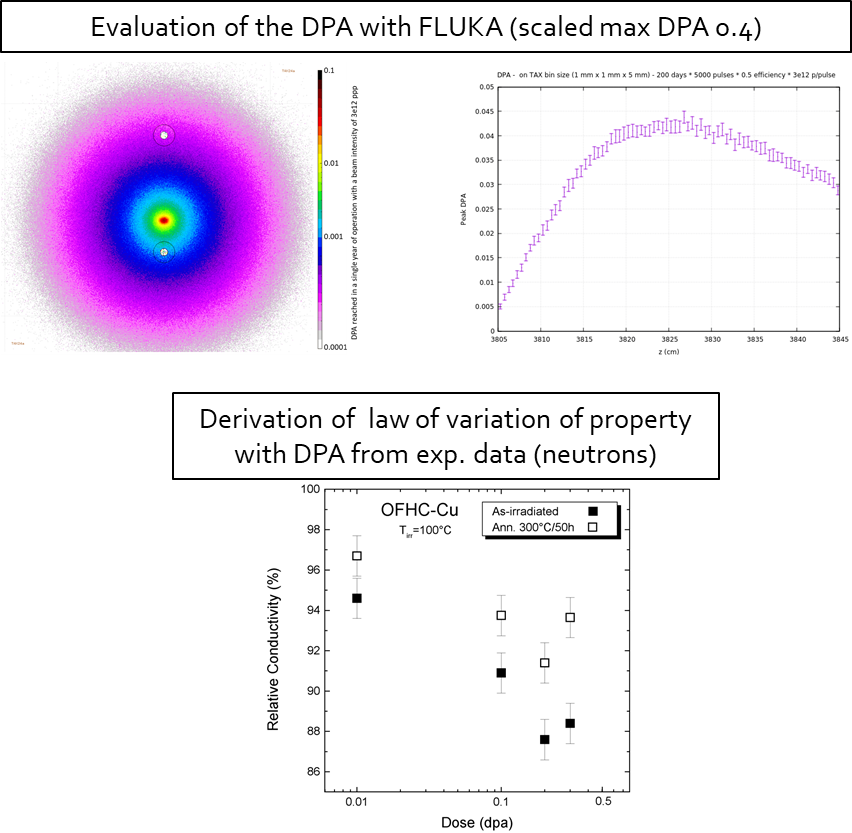 Evaluation of the DPA with FLUKA (scaled max DPA 0.4)
0.1
0.01
0.001
0.0001
DPA reached in a single year of operation with a beam intensity of 3e12 ppp
DPA - on TAX bin size (1 mm x 1 mm x 5 mm) - 200 days * 5000 pulses * 0.5 efficiency * 3e12 p/pulse
Peak DPA
0.05
0.045
0.04
0.035
0.03
0.025
0.02
0.015
0.01
0.005
0
3805
3810
3815
3820
3825
3830
3835
3840
3845
z (cm)
Derivation of law of variation of property
with DPA from exp. data (neutrons)
OFHC-Cu
Tirr=100°C
As-irradiated
Ann. 300°C/50h
Relative Conductivity (%)
100
98
96
94
92
90
88
86
0.01
0.1
0.5
Dose (dpa)